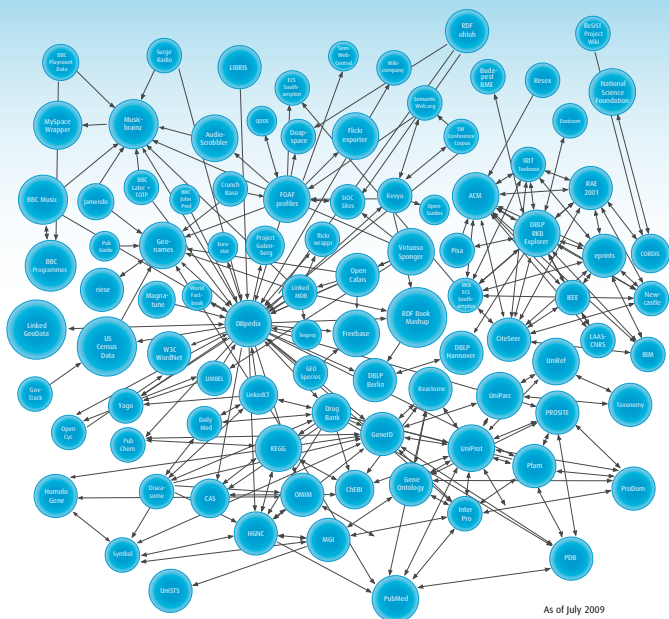 BBC
Playcount
Data
Surge
Radio
LIBRIS
Sem-
Web-
Central
RDF
ohloh
ReSIST
Project
Wiki
ECS
South-
ampton
Wiki-
company
Buda-
pest
BME
Resex
National
Science
Foundation
MySpace
Wrapper
Music-
brainz
Audio-
Scrobbler
QDOS
Doap-
space
Flickr
exporter
Semantic
Web.org
SW
Conference
Corpus
Eurécom
IRIT
Toulouse
BBC Music
Jamendo
BBC
Later +
TOTP
BBC
John
Peel
Crunch
Base
FOAF
profiles
SIOC
Sites
Revyu
Open-
Guides
ACM
RAE
2001
DBLP
RKB
Explorer
BBC
Programmes
Pub
Guide
Geo-
names
Euro-
stat
Project
Guten-
berg
flickr
wrappr
Virtuoso
Sponger
Pisa
eprints
CORDIS
riese
Magna-
tune
World
Fact-
book
Linked
MDB
Open
Calais
RKB
ECS
South-
ampton
IEEE
New-
castle
Linked
GeoData
US
Census
Data
W3C
WordNet
DBpedia
lingvoj
Freebase
RDF Book
Mashup
CiteSeer
LAAS-
CNRS
IBM
DBLP
Hannover
UniRef
Gov-
Track
Yago
UMBEL
GEO
Species
DBLP
Berlin
Reactome
UniParc
Taxonomy
Open
Cyc
Pub
Chem
Daily
Med
LinkedCT
Drug
Bank
GeneID
PROSITE
KEGG
UniProt
Pfam
ProDom
Homolo
Gene
Disea-
some
CAS
OMIM
ChEBI
Gene
Ontology
Inter
Pro
Symbol
HGNC
MGI
PDB
UniSTS
PubMed
As of July 2009